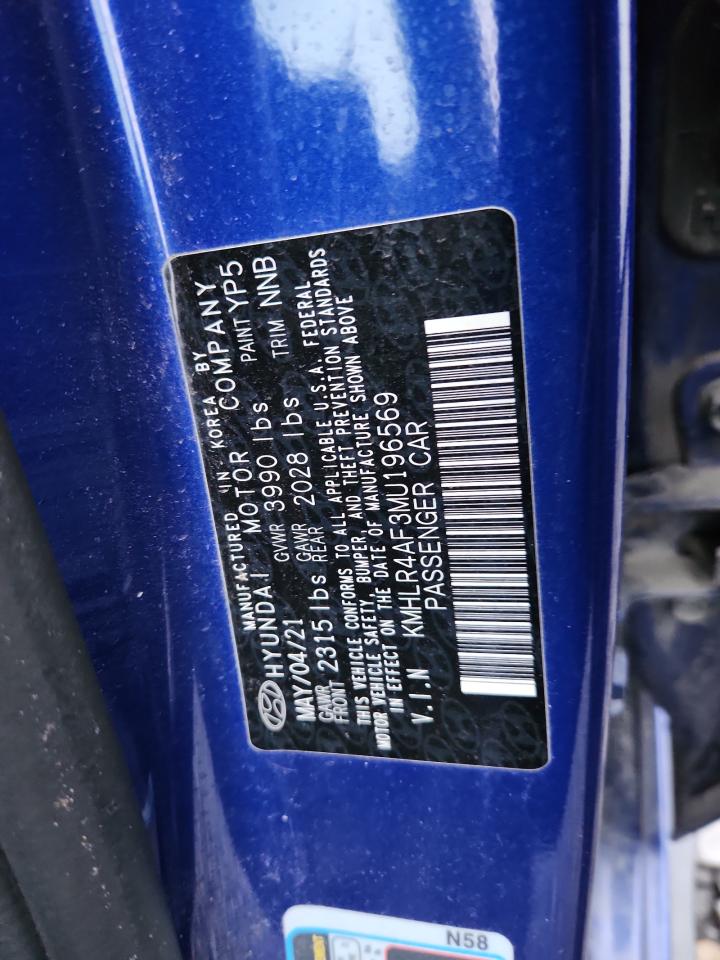 MANUFACTURED IN KOREA BY
HYUNDAI MOTOR COMPANY
MAY/04/21 GVWR 3990 lbs PAINT YP5
GAWR FRONT 2315 lbs GAWR REAR 2028 lbs TRIM NNB
THIS VEHICLE CONFORMS TO ALL APPLICABLE U.S.A. FEDERAL
MOTOR VEHICLE SAFETY, BUMPER, AND THEFT PREVENTION STANDARDS
IN EFFECT ON THE DATE OF MANUFACTURE SHOWN ABOVE
V.I.N KMHLR4AF3MU196569
PASSENGER CAR
N58